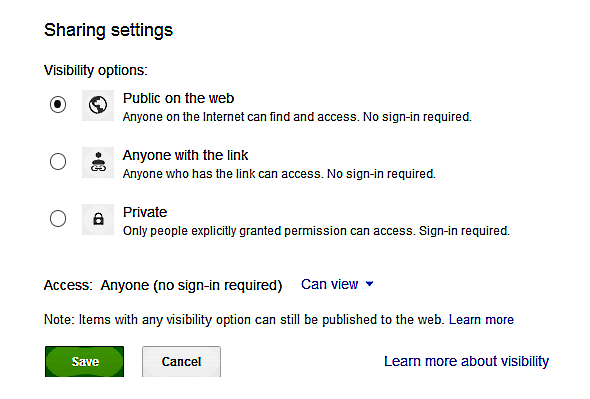 Sharing settings
Visibility options:
Public on the web
Anyone on the Internet can find and access. No sign-in required.
Anyone with the link
Anyone who has the link can access. No sign-in required.
Private
Only people explicitly granted permission can access. Sign-in required.
Access: Anyone (no sign-in required) Can view
Note: Items with any visibility option can still be published to the web. Learn more
Save Cancel Learn more about visibility